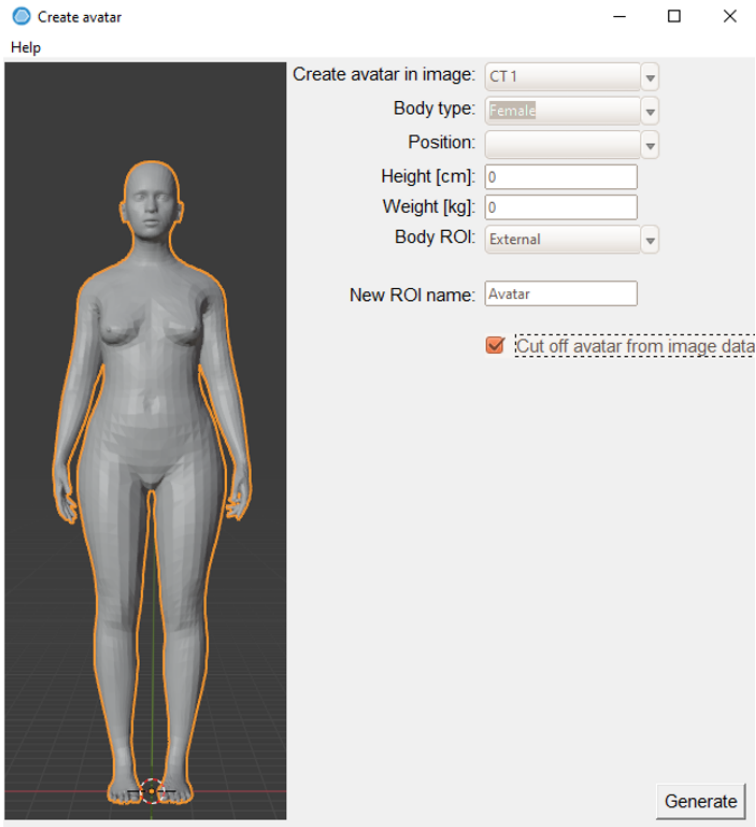 Create avatar
Help
Create avatar in image: CT 1
Body type: Female
Position:
Height [cm]: 0
Weight [kg]: 0
Body ROI: External
New ROI name: Avatar
Cut off avatar from image data
Generate